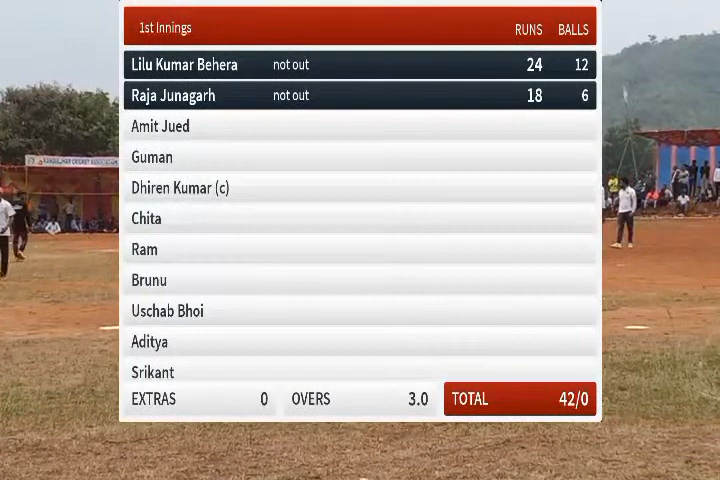 1st Innings RUNS BALLS
Lilu Kumar Behera not out 24 12
Raja Junagarh not out 18 6
Amit Jued
Guman
Dhiren Kumar (c)
Chita
Ram
Brunu
Uschab Bhoi
Aditya
Srikant
EXTRAS 0 OVERS 3.0 TOTAL 42/0